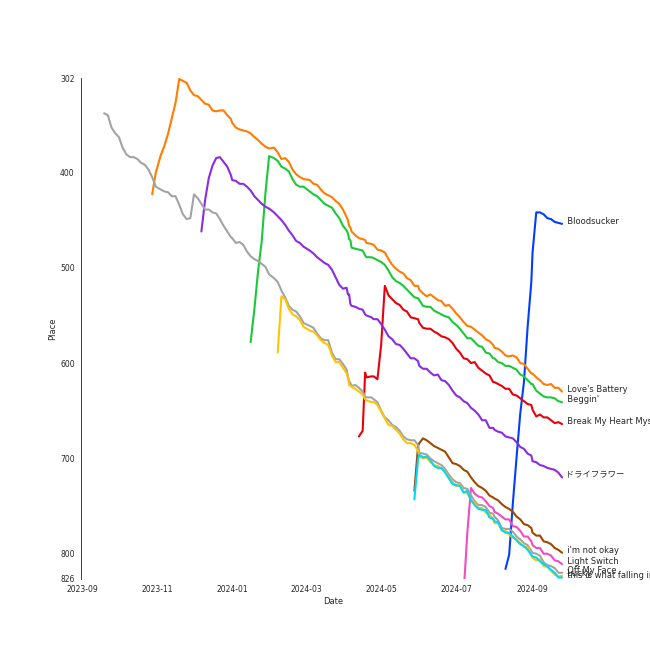 302
400
500
600
700
800
826
Place
2023-09
2023-11
2024-01
2024-03
2024-05
2024-07
2024-09
Date
Bloodsucker
Love's Battery
Beggin'
Break My Heart Mys
ドライフラワー
i'm not okay
Light Switch
Off My Face
this is what falling in